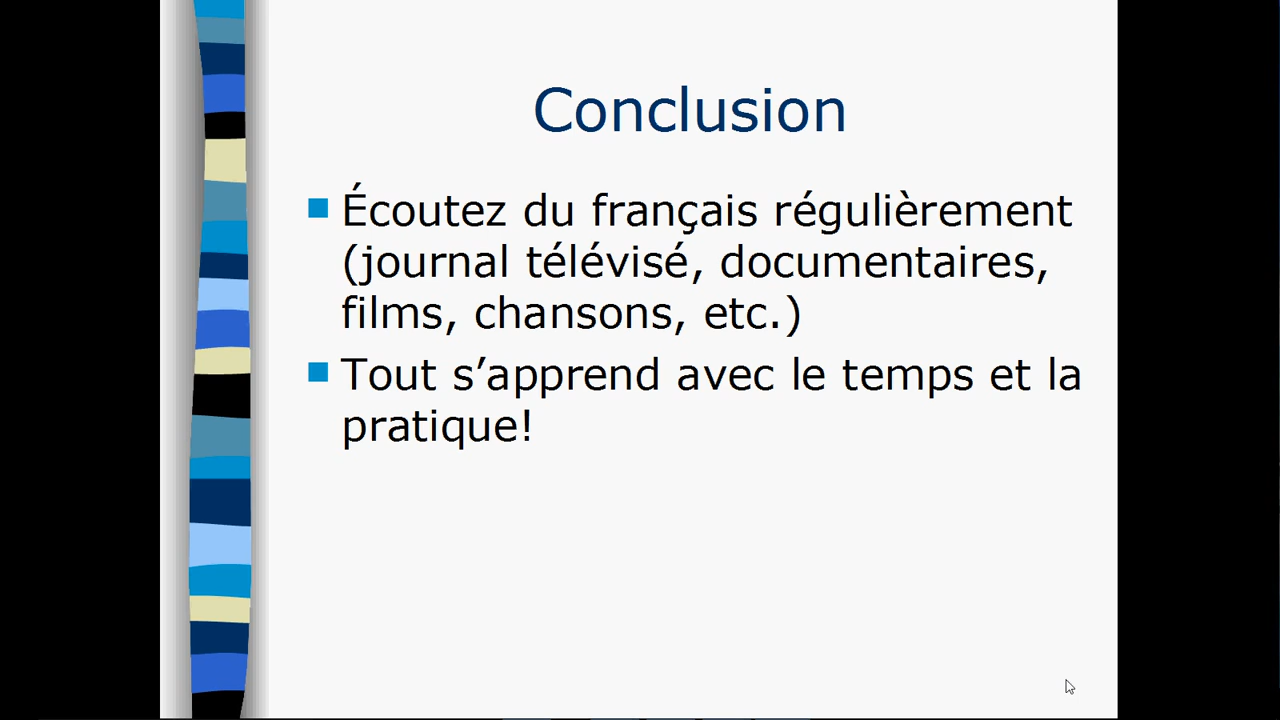 Conclusion
Écoutez du français régulièrement
(journal télévisé, documentaires,
films, chansons, etc.)
Tout s’apprend avec le temps et la
pratique!